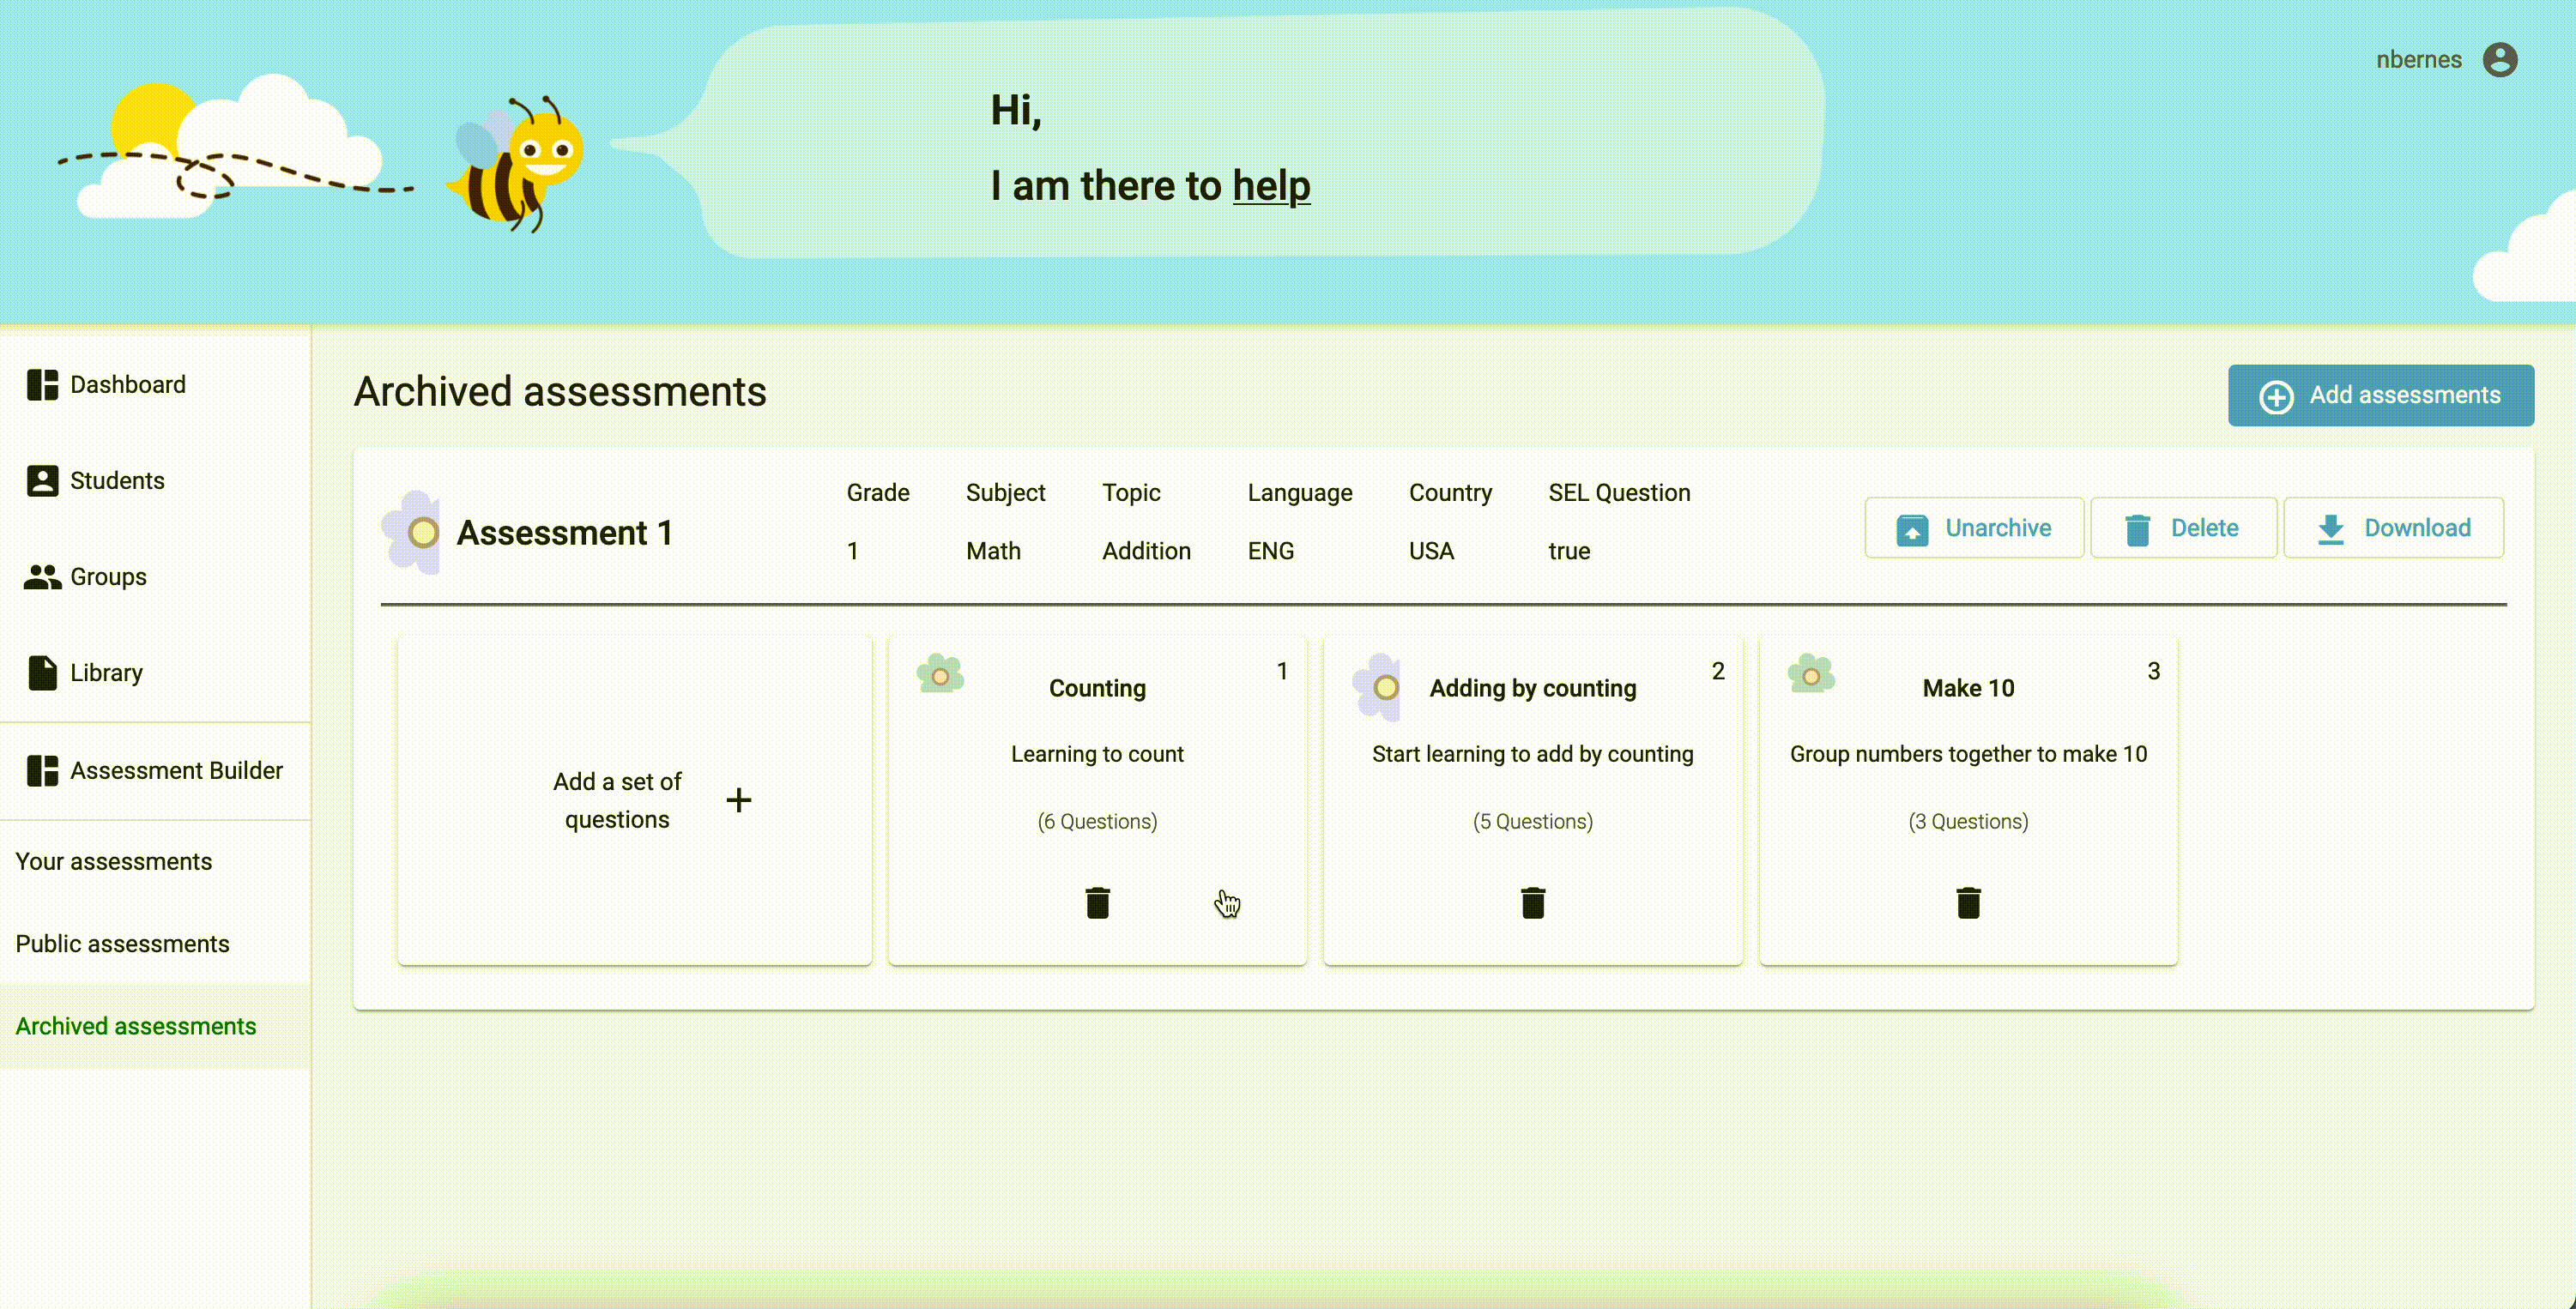 nbernes
Hi,
I am there to help
Dashboard
Students
Groups
Library
Assessment Builder
Your assessments
Public assessments
Archived assessments
Archived assessments
Add assessments
Assessment 1
Grade Subject Topic Language Country SEL Question
1 Math Addition ENG USA true
Unarchive
Delete
Download
Add a set of
questions
+
1
Counting
Learning to count
(6 Questions)
2
Adding by counting
Start learning to add by counting
(5 Questions)
3
Make 10
Group numbers together to make 10
(3 Questions)